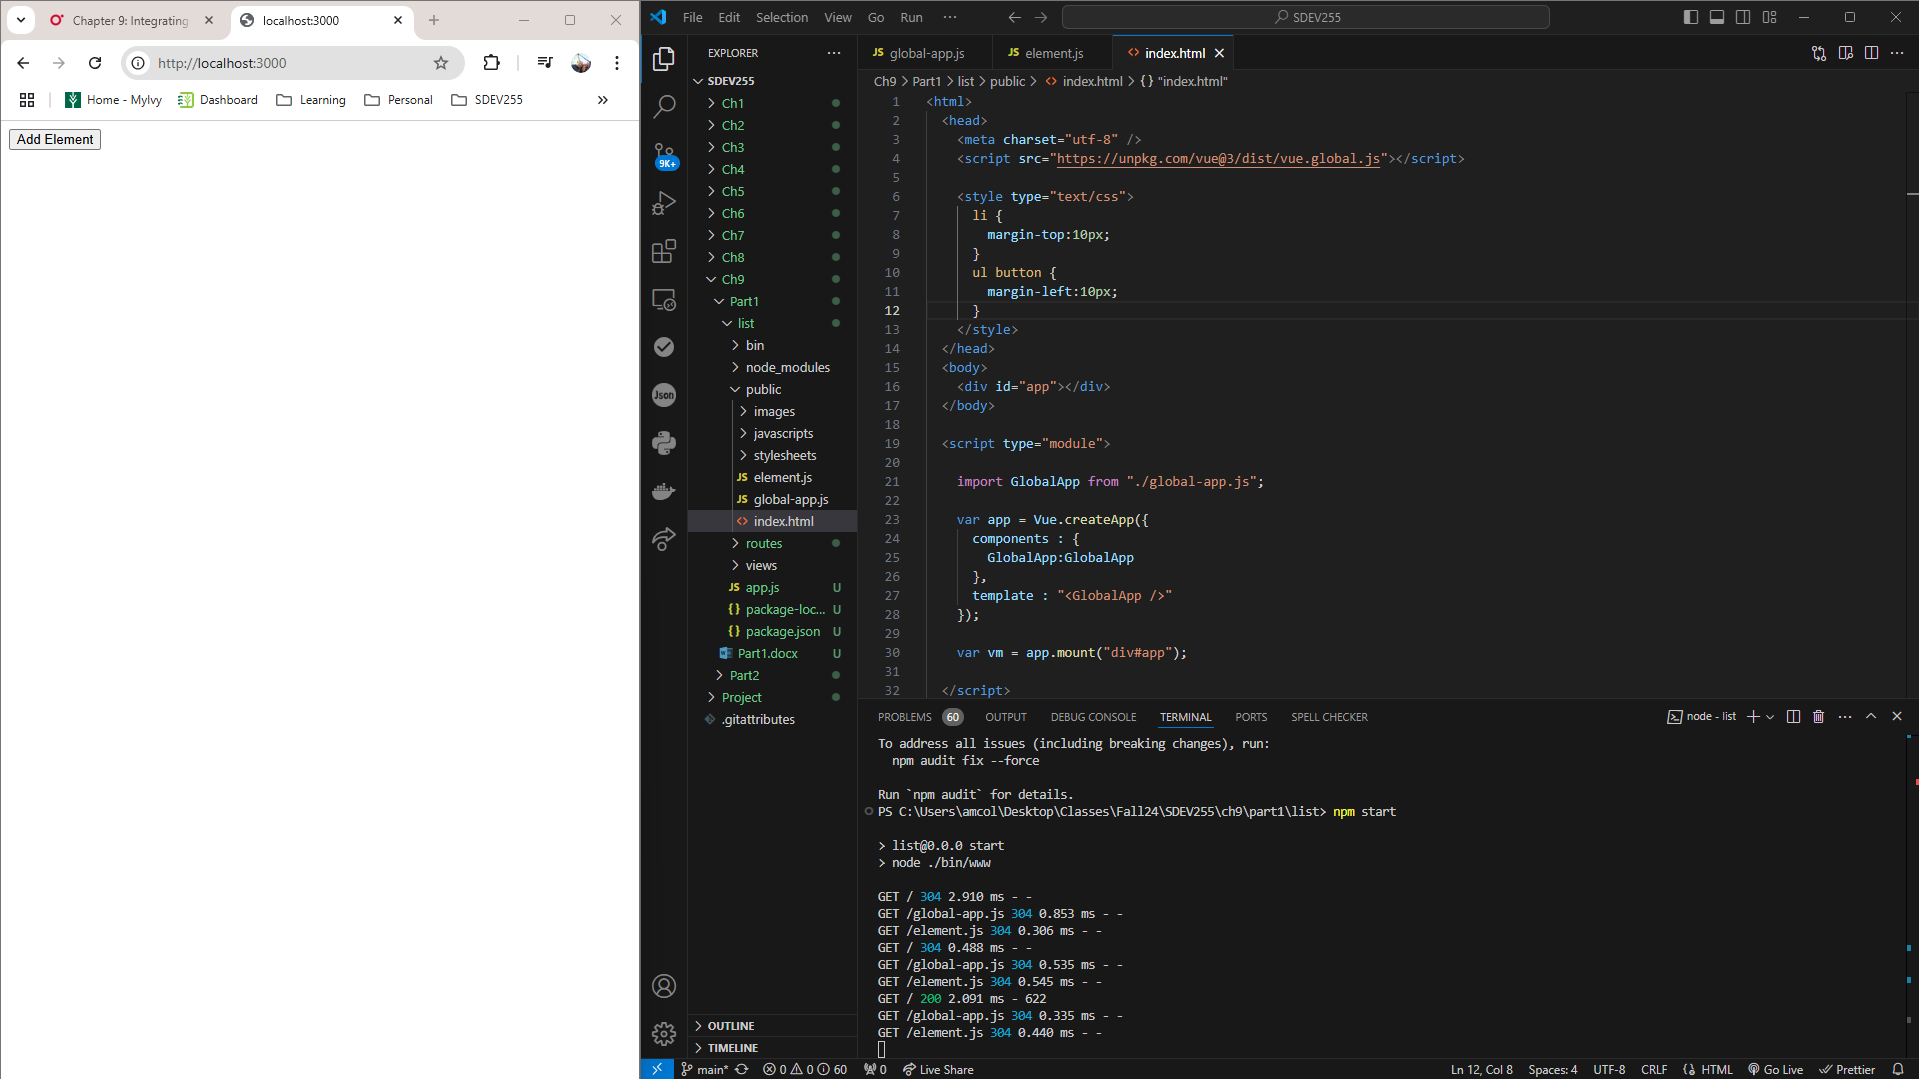 Chapter 9: Integrating
localhost:3000
http://localhost:3000
Home - MyIvy
Dashboard
Learning
Personal
SDEV255
Add Element
File Edit Selection View Go Run
SDEV255
EXPLORER
SDEV255
Ch1
Ch2
Ch3
Ch4
Ch5
Ch6
Ch7
Ch8
Ch9
Part1
list
bin
node_modules
public
images
javascripts
stylesheets
JS element.js
JS global-app.js
<> index.html
routes
views
JS app.js U
{} package-loc... U
{} package.json U
Part1.docx U
Part2
Project
.gitattributes
OUTLINE
TIMELINE
9K+
Json
JS global-app.js
JS element.js
<> index.html
Ch9 > Part1 > list > public > <> index.html > {} "index.html"
1 <html>
2 <head>
3 <meta charset="utf-8" />
4 <script src="https://unpkg.com/vue@3/dist/vue.global.js"></script>
5
6 <style type="text/css">
7 li {
8 margin-top:10px;
9 }
10 ul button {
11 margin-left:10px;
12 }
13 </style>
14 </head>
15 <body>
16 <div id="app"></div>
17 </body>
18
19 <script type="module">
20
21 import GlobalApp from "./global-app.js";
22
23 var app = Vue.createApp({
24 components : {
25 GlobalApp:GlobalApp
26 },
27 template : "<GlobalApp />"
28 });
29
30 var vm = app.mount("div#app");
31
32 </script>
PROBLEMS 60 OUTPUT DEBUG CONSOLE TERMINAL PORTS SPELL CHECKER
node - list
To address all issues (including breaking changes), run:
npm audit fix --force
Run `npm audit` for details.
PS C:\Users\amcol\Desktop\Classes\Fall24\SDEV255\ch9\part1\list> npm start
> list@0.0.0 start
> node ./bin/www
GET / 304 2.910 ms - -
GET /global-app.js 304 0.853 ms - -
GET /element.js 304 0.306 ms - -
GET / 304 0.488 ms - -
GET /global-app.js 304 0.535 ms - -
GET /element.js 304 0.545 ms - -
GET / 200 2.091 ms - 622
GET /global-app.js 304 0.335 ms - -
GET /element.js 304 0.440 ms - -
main* 0 0 60 0 Live Share
Ln 12, Col 8 Spaces: 4 UTF-8 CRLF HTML Go Live Prettier